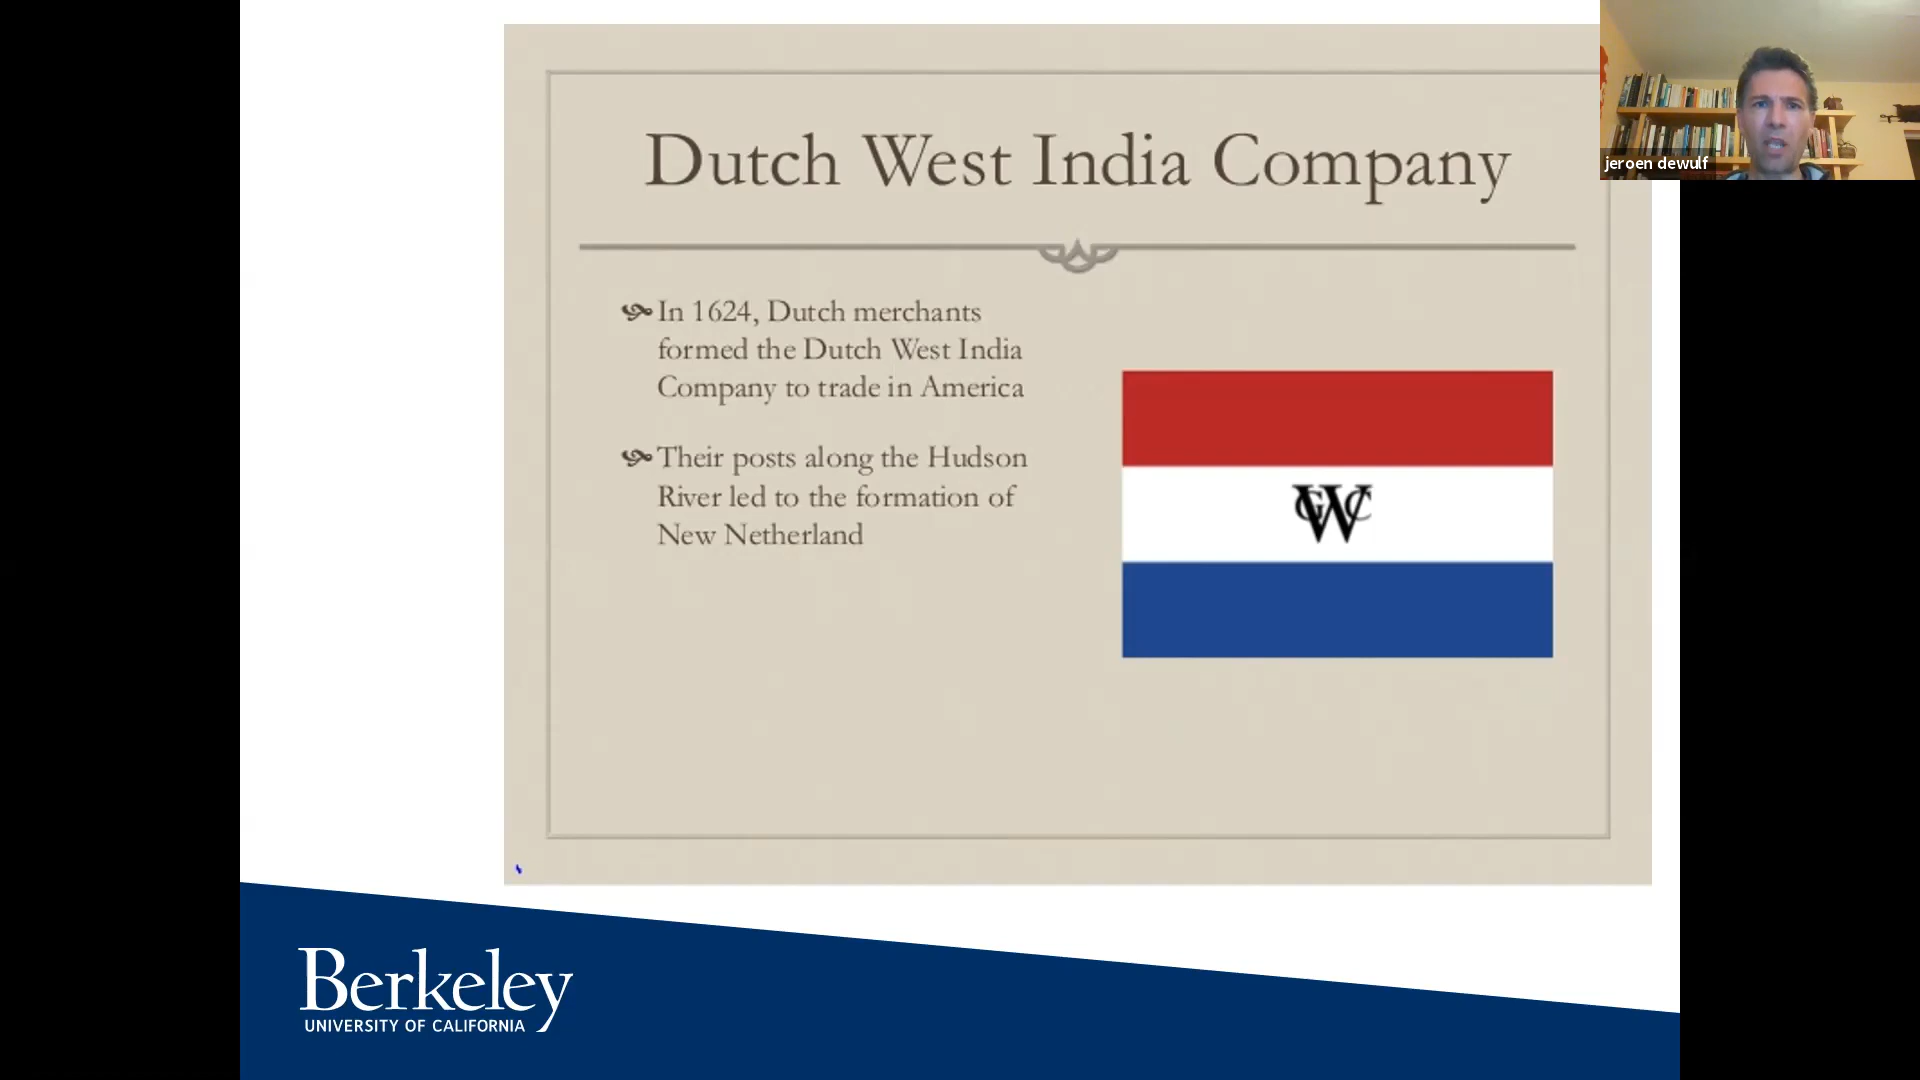 Dutch West India Company
jeroen dewulf
In 1624, Dutch merchants
formed the Dutch West India
Company to trade in America
Their posts along the Hudson
River led to the formation of
New Netherland
GWC
Berkeley
UNIVERSITY OF CALIFORNIA